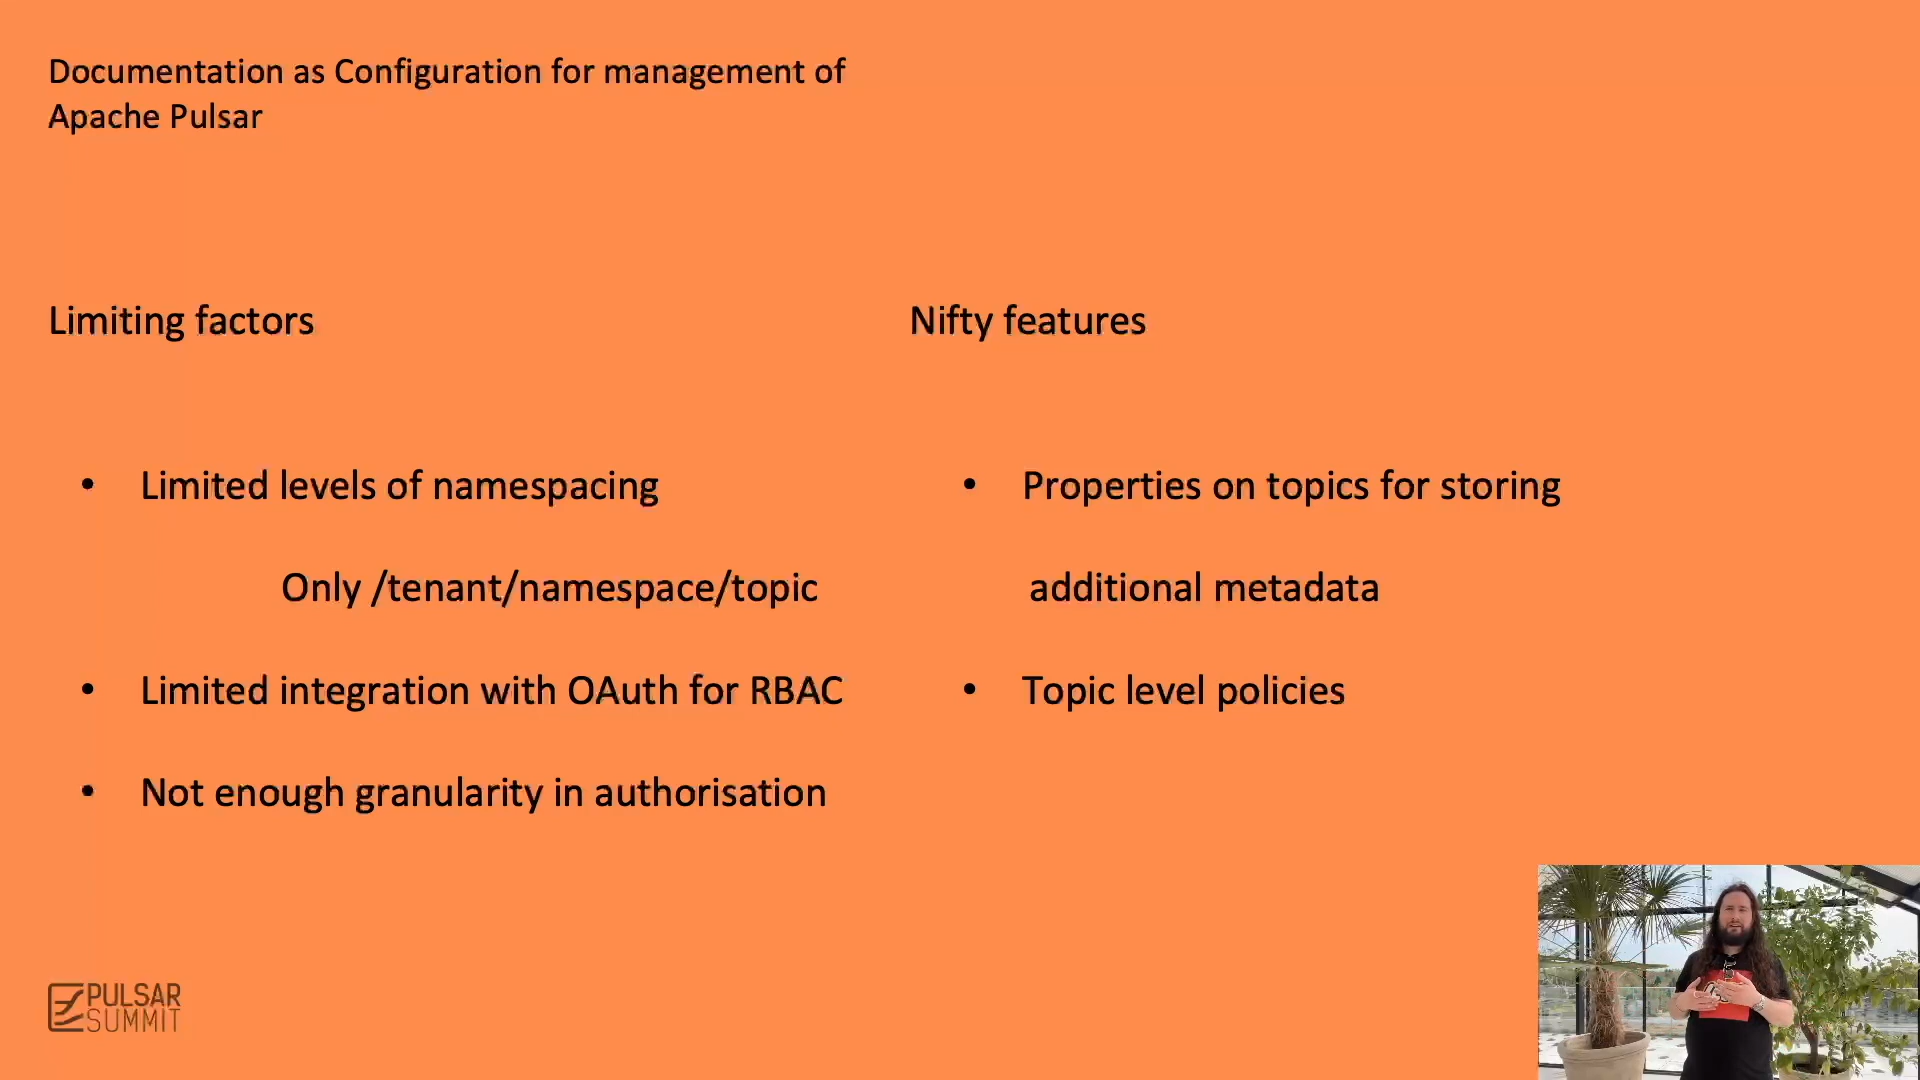 Documentation as Configuration for management of
Apache Pulsar
Limiting factors
• Limited levels of namespacing
Only /tenant/namespace/topic
• Limited integration with OAuth for RBAC
• Not enough granularity in authorisation
Nifty features
• Properties on topics for storing
additional metadata
• Topic level policies
PULSAR
SUMMIT